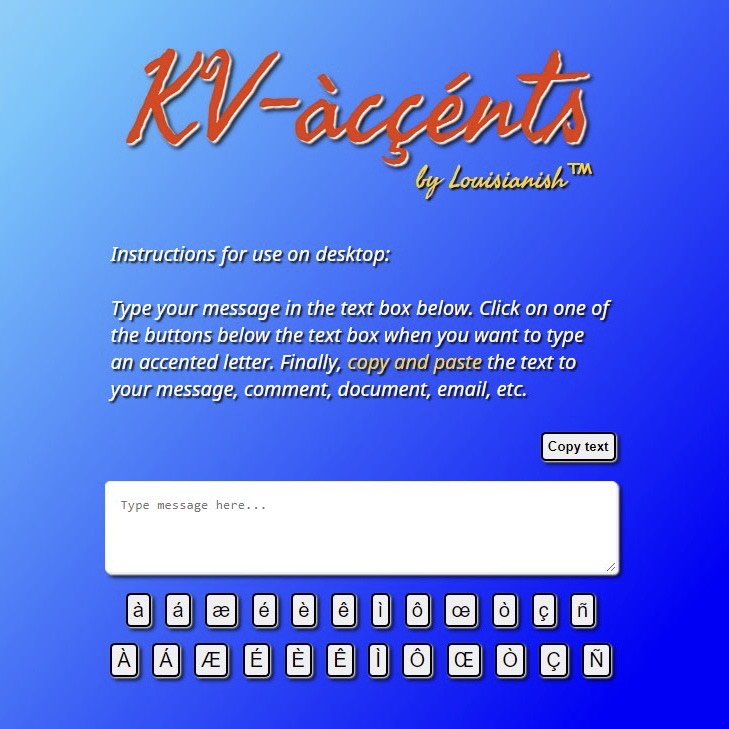 KV-àcçénts
by Louisianish™
Instructions for use on desktop:
Type your message in the text box below. Click on one of
the buttons below the text box when you want to type
an accented letter. Finally, copy and paste the text to
your message, comment, document, email, etc.
Copy text
Type message here...
à á æ é è ê ì ô œ ò ç ñ
À Á Æ É È Ê Ì Ô Œ Ò Ç Ñ